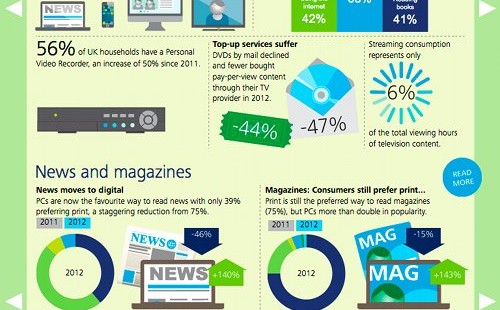 NEWS
internet
42%
books
41%
56% of UK households have a Personal
Video Recorder, an increase of 50% since 2011.
Top-up services suffer
DVDs by mail declined
and fewer bought
pay-per-view content
through their TV
provider in 2012.
-44%
-47%
Streaming consumption
represents only
6%
of the total viewing hours
of television content.
News and magazines
READ
MORE
News moves to digital
PCs are now the favourite way to read news with only 39%
preferring print, a staggering reduction from 75%.
2011 2012
2012
NEWS
-46%
NEWS
+140%
Magazines: Consumers still prefer print...
Print is still the preferred way to read magazines
(75%), but PCs more than double in popularity.
2011 2012
2012
MAG
-15%
MAG
+143%